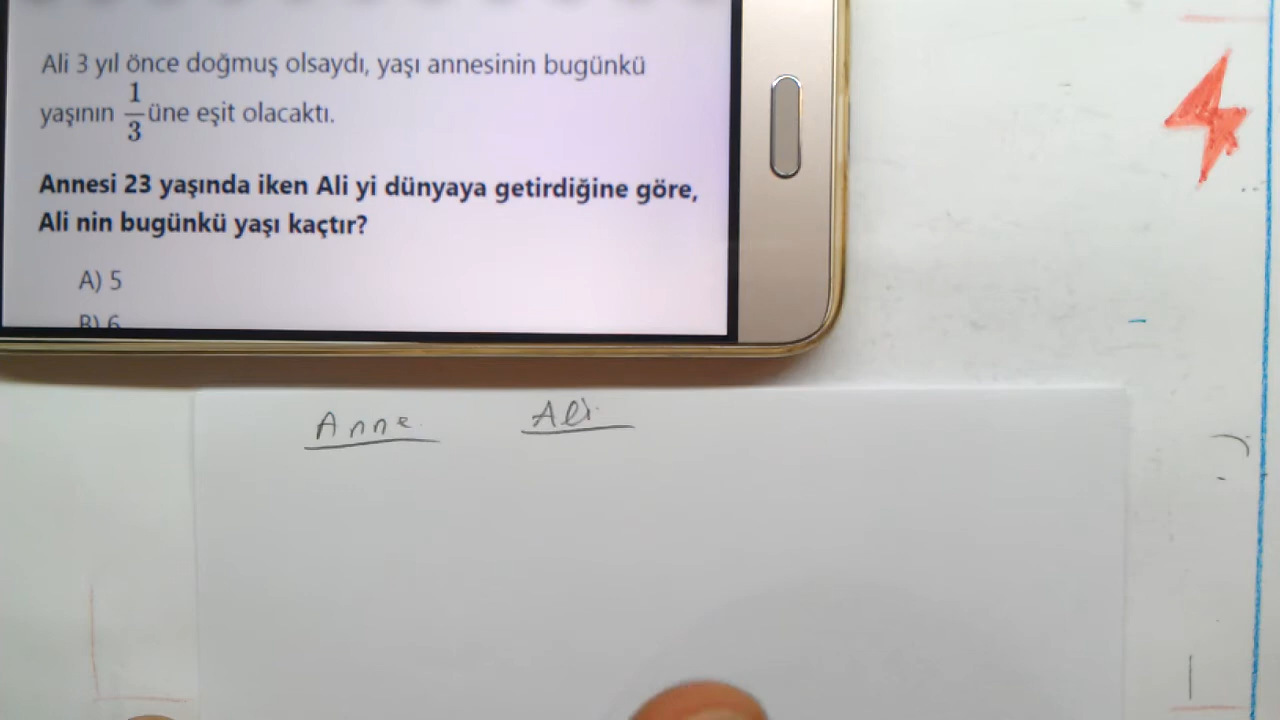 Ali 3 yıl önce doğmuş olsaydı, yaşı annesinin bugünkü
yaşının 1/3 üne eşit olacaktı.
Annesi 23 yaşında iken Ali yi dünyaya getirdiğine göre,
Ali nin bugünkü yaşı kaçtır?
A) 5
B) 6
Anne Ali